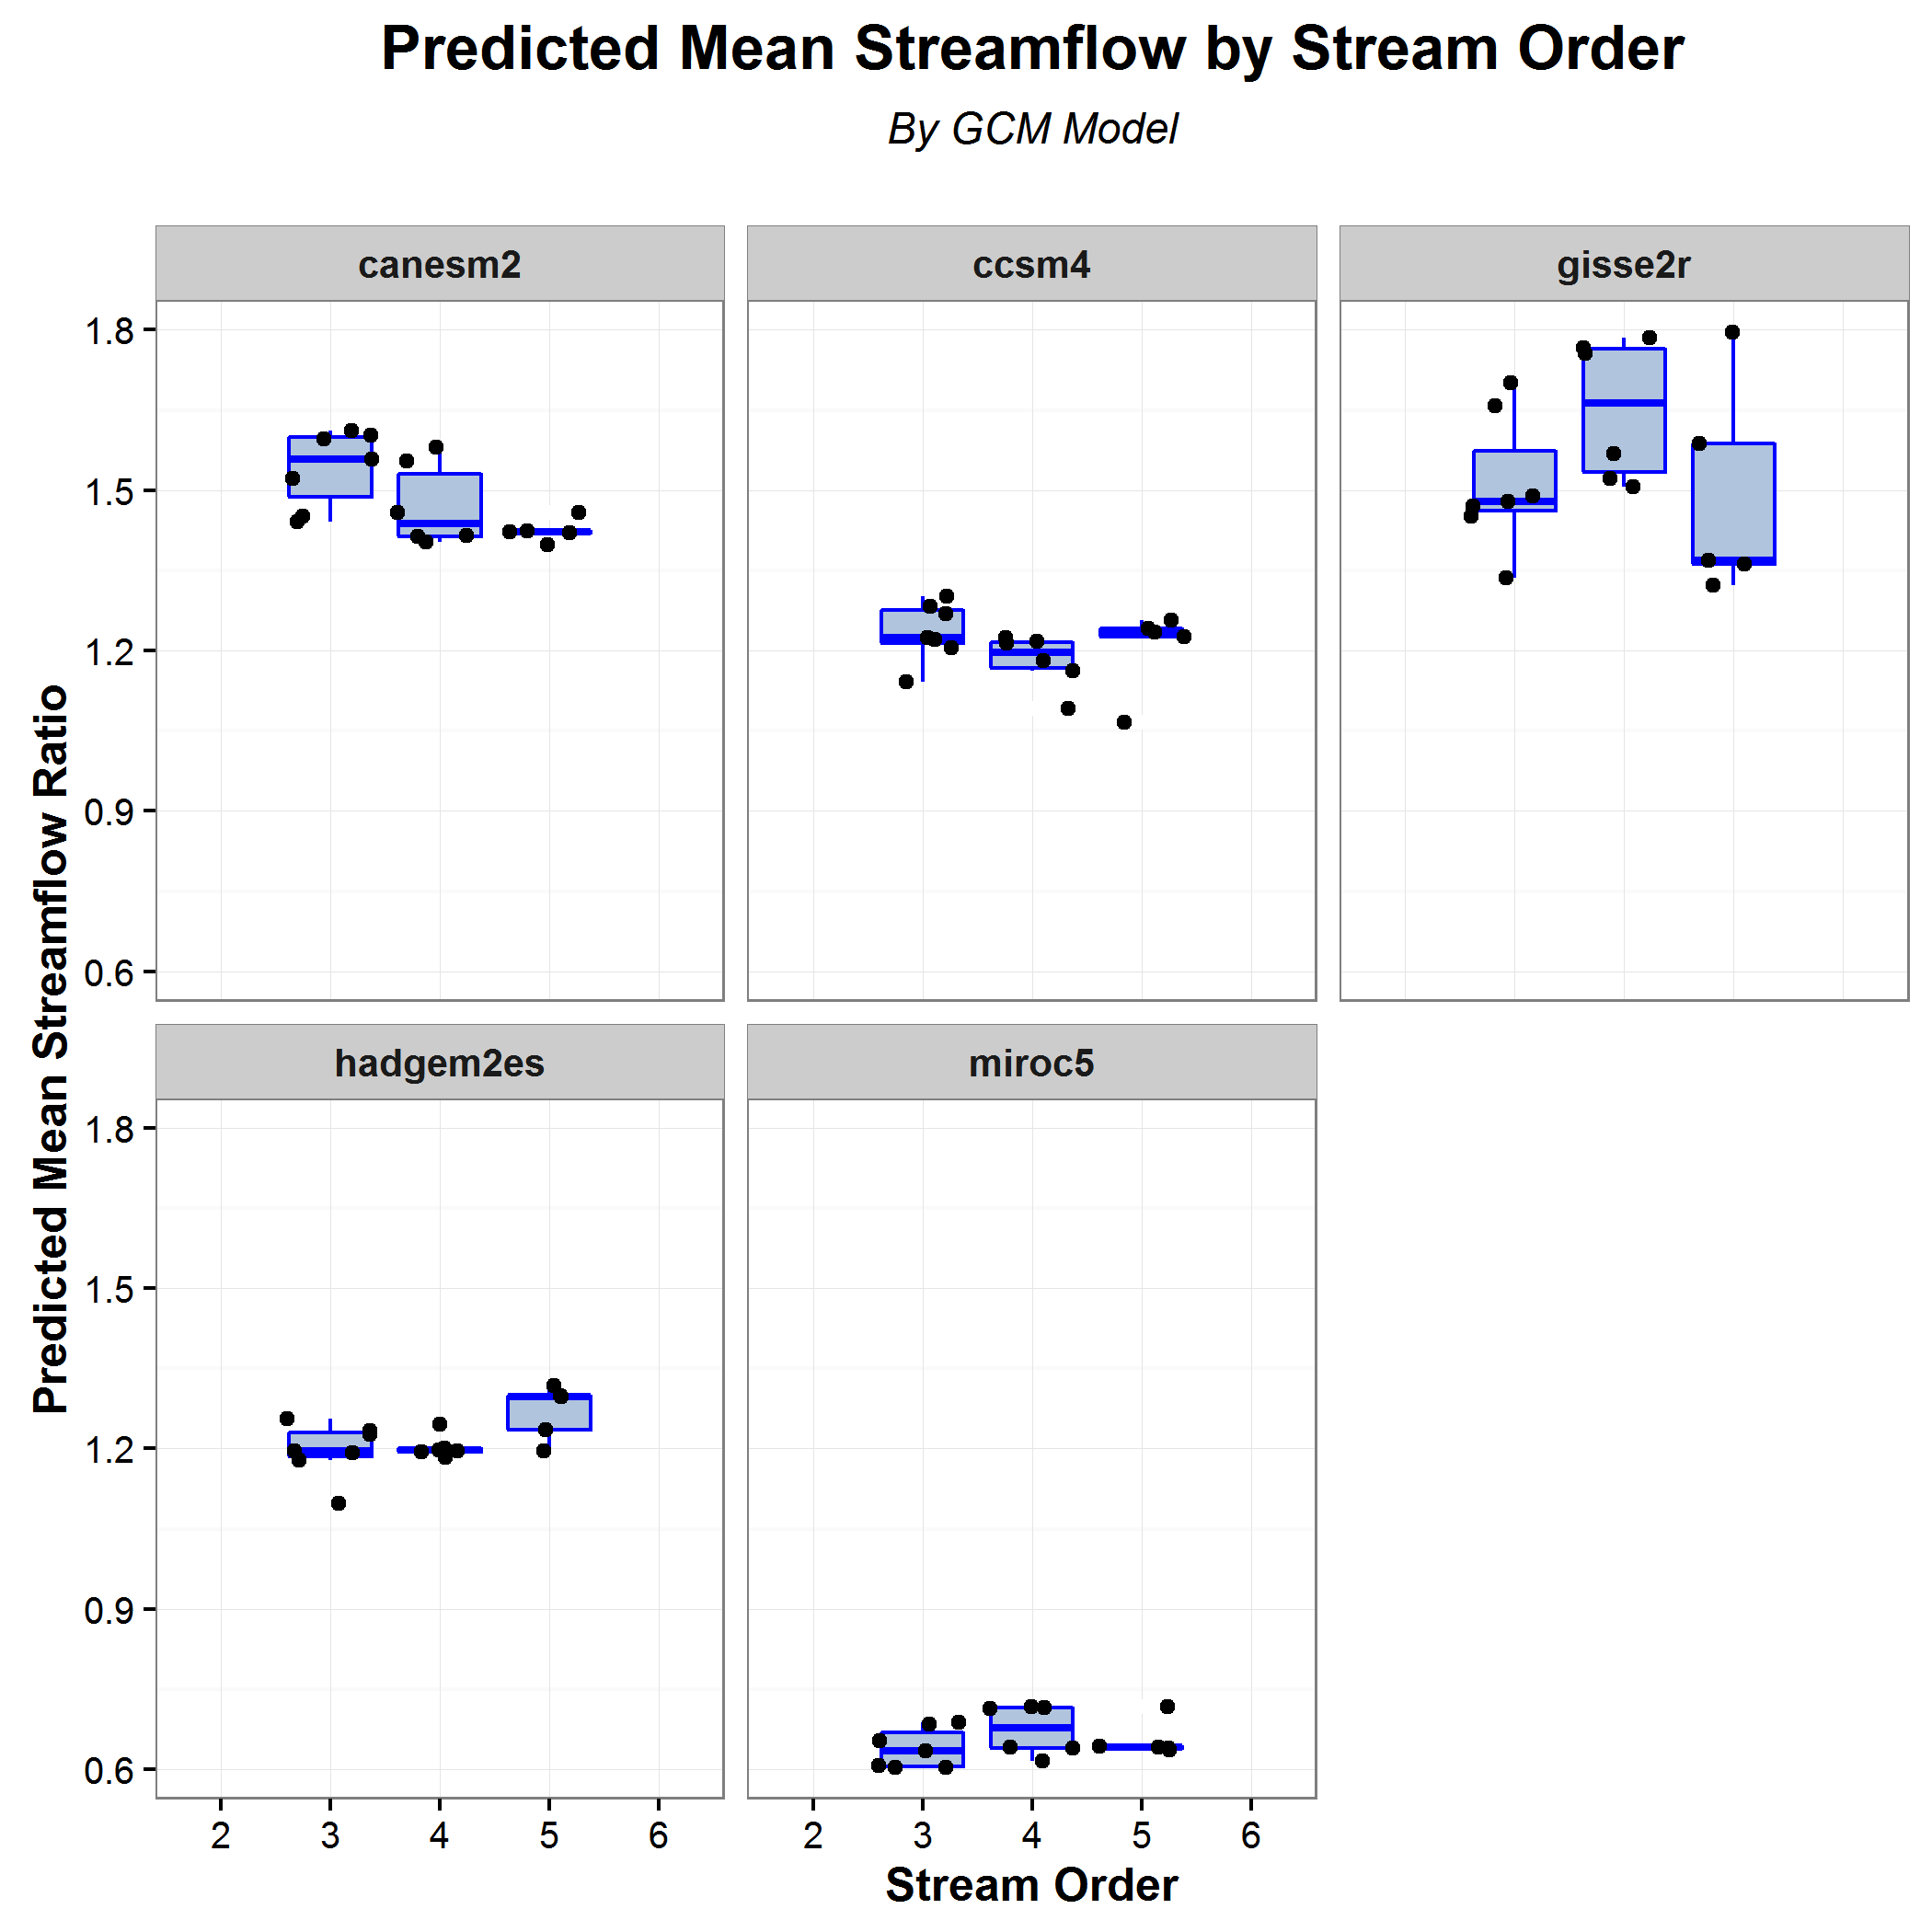 Predicted Mean Streamflow by Stream Order
By GCM Model
canesm2
ccsm4
gisse2r
1.8
1.5
1.2
0.9
0.6
Predicted Mean Streamflow Ratio
hadgem2es
miroc5
1.8
1.5
1.2
0.9
0.6
2 3 4 5 6
2 3 4 5 6
Stream Order